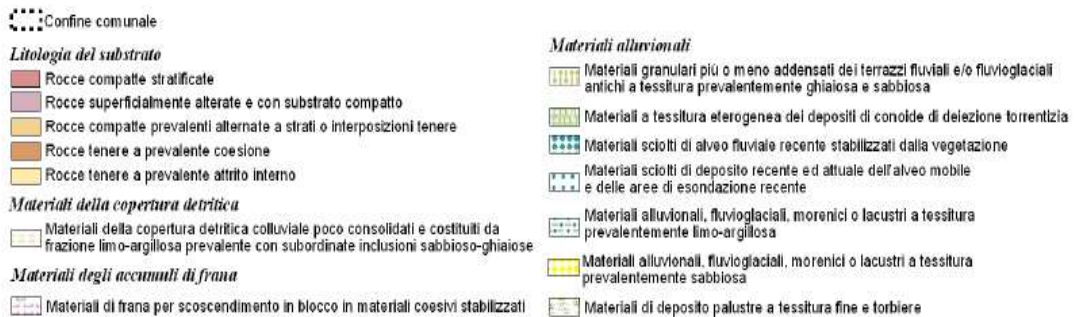 Confine comunale
Litologia del substrato
Rocce compatte stratificate
Rocce superficialmente alterate e con substrato compatto
Rocce compatte prevalenti alternate a strati o interposizioni tenere
Rocce tenere a prevalente coesione
Rocce tenere a prevalente attrito interno
Materiali della copertura detritica
Materiali della copertura detritica colluviale poco consolidati e costituiti da
frazione limo-argillosa prevalente con subordinate inclusioni sabbioso-ghiaiose
Materiali degli accumuli di frana
Materiali di frana per scoscendimento in blocco in materiali coesivi stabilizzati
Materiali alluvionali
Materiali granulari più o meno addensati dei terrazzi fluviali e/o fluvioglaciali
antichi a tessitura prevalentemente ghiaiosa e sabbiosa
Materiali a tessitura eterogenea dei depositi di conoide di deiezione torrentizia
Materiali sciolti di alveo fluviale recente stabilizzati dalla vegetazione
Materiali sciolti di deposito recente ed attuale dell'alveo mobile
e delle aree di esondazione recente
Materiali alluvionali, fluvioglaciali, morenici o lacustri a tessitura
prevalentemente limo-argillosa
Materiali alluvionali, fluvioglaciali, morenici o lacustri a tessitura
prevalentemente sabbiosa
Materiali di deposito palustre a tessitura fine e torbiere